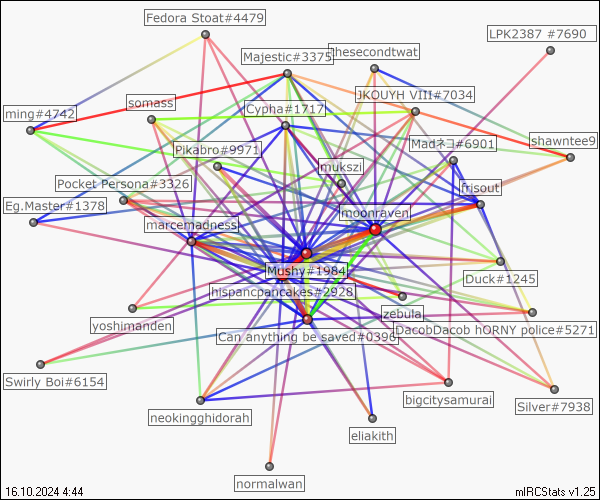 Fedora Stoat#4479
LPK2387 #7690
Majestic#3375
thesecondtwat
JKOUYH VIII#7034
ming#4742
somass
Cypha#1717
shawntee9
Madネコ#6901
Pikabro#9971
mukszi
Pocket Persona#3326
frisout
Eg.Master#1378
moonraven
marcemadness
Mushy#1984
Duck#1245
hispancpancakes#2928
zebula
yoshimanden
DacobDacob hORNY police#5271
Can anything be saved#0396
Swirly Boi#6154
bigcitysamurai
Silver#7938
neokingghidorah
eliakith
normalwan
16.10.2024 4:44
mIRCStats v1.25